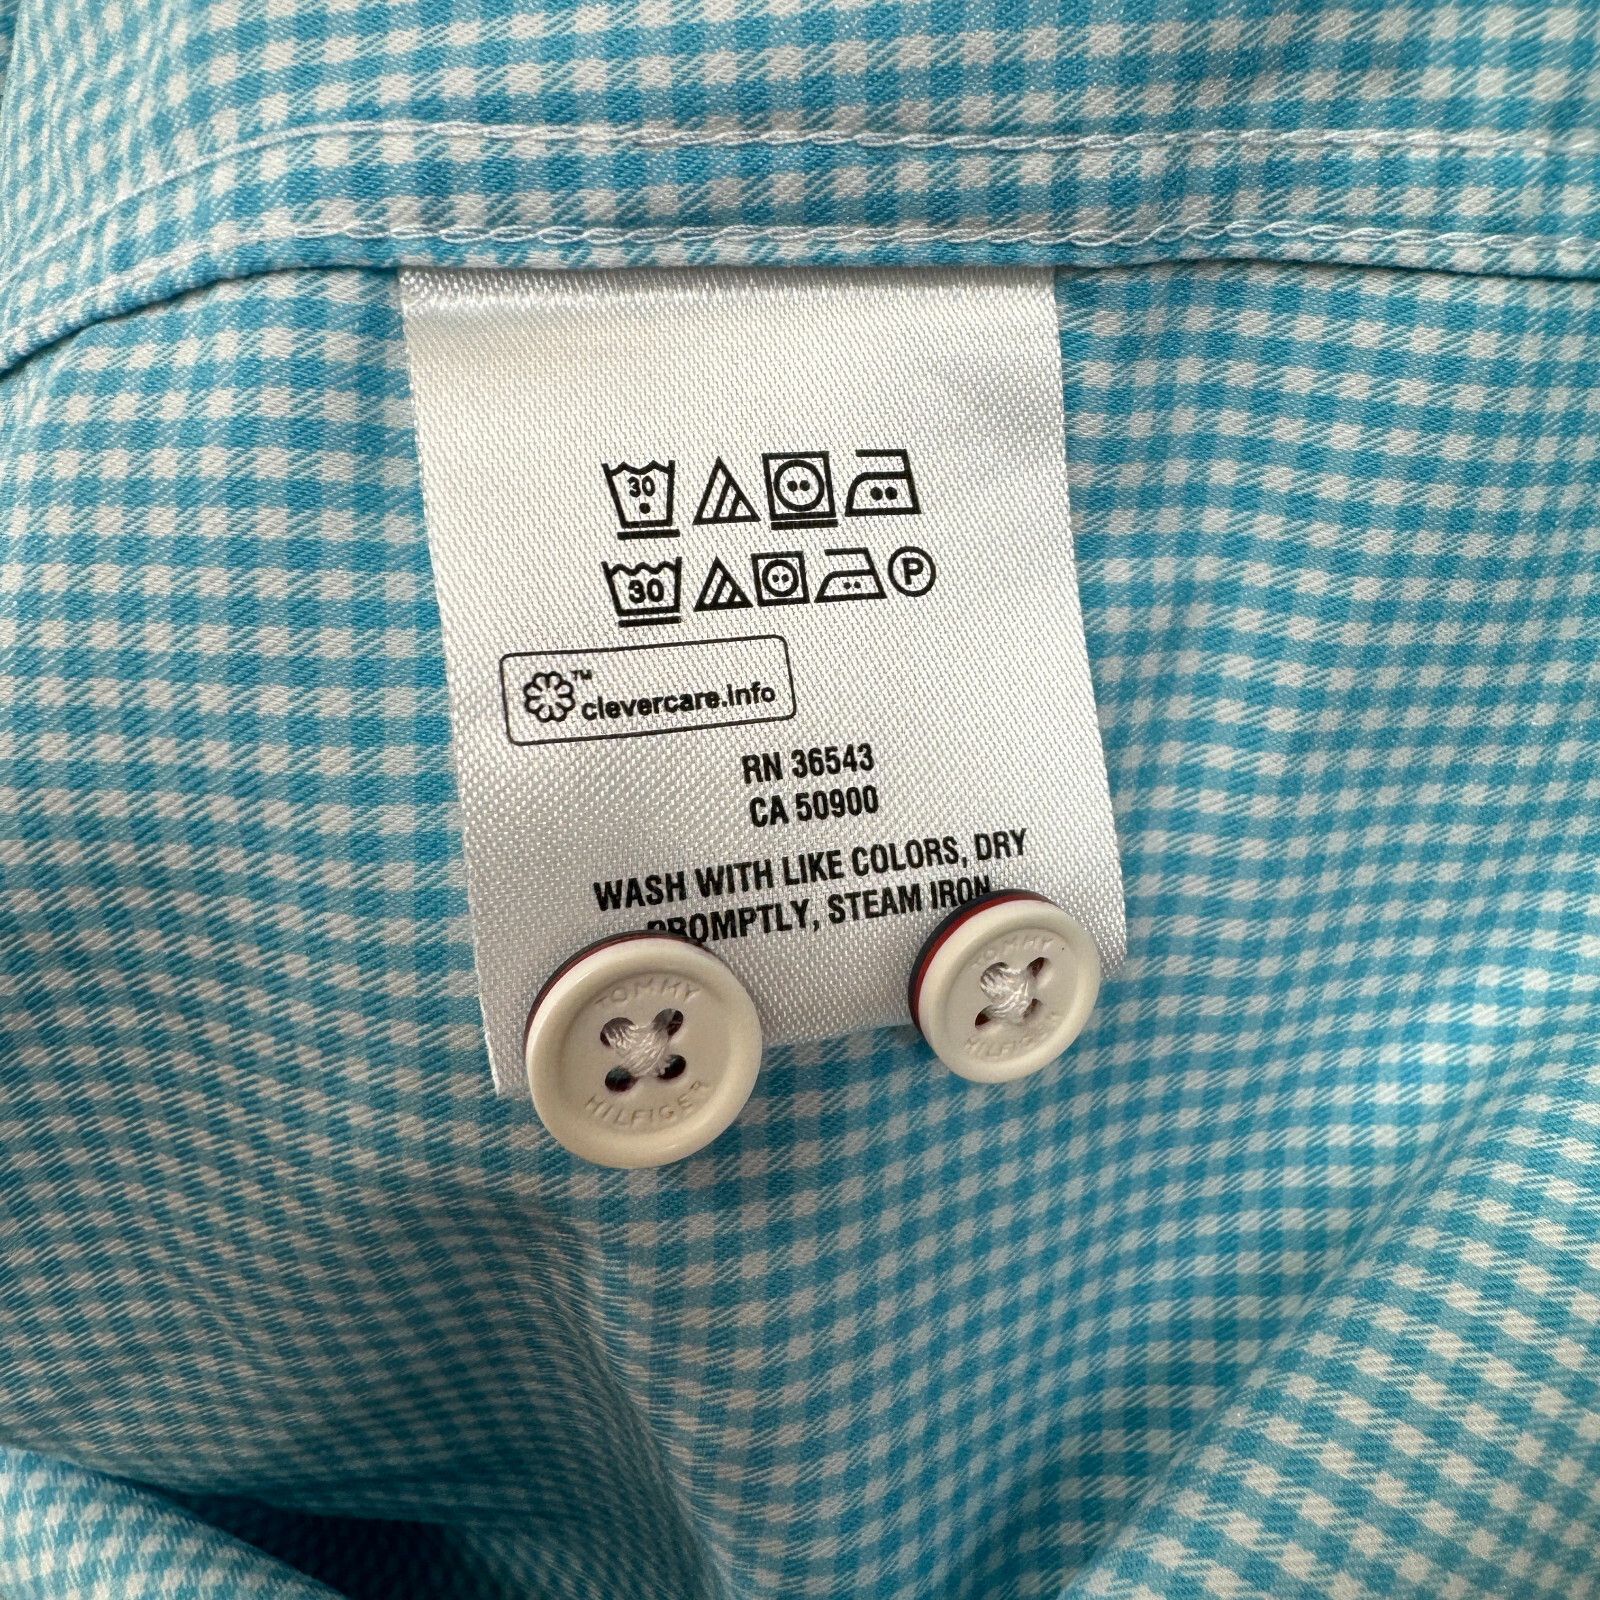 30
30 P
™
clevercare.info
RN 36543
CA 50900
WASH WITH LIKE COLORS, DRY
PROMPTLY, STEAM IRON
TOMMY
HILFIGER
TOMMY
HILFIGER